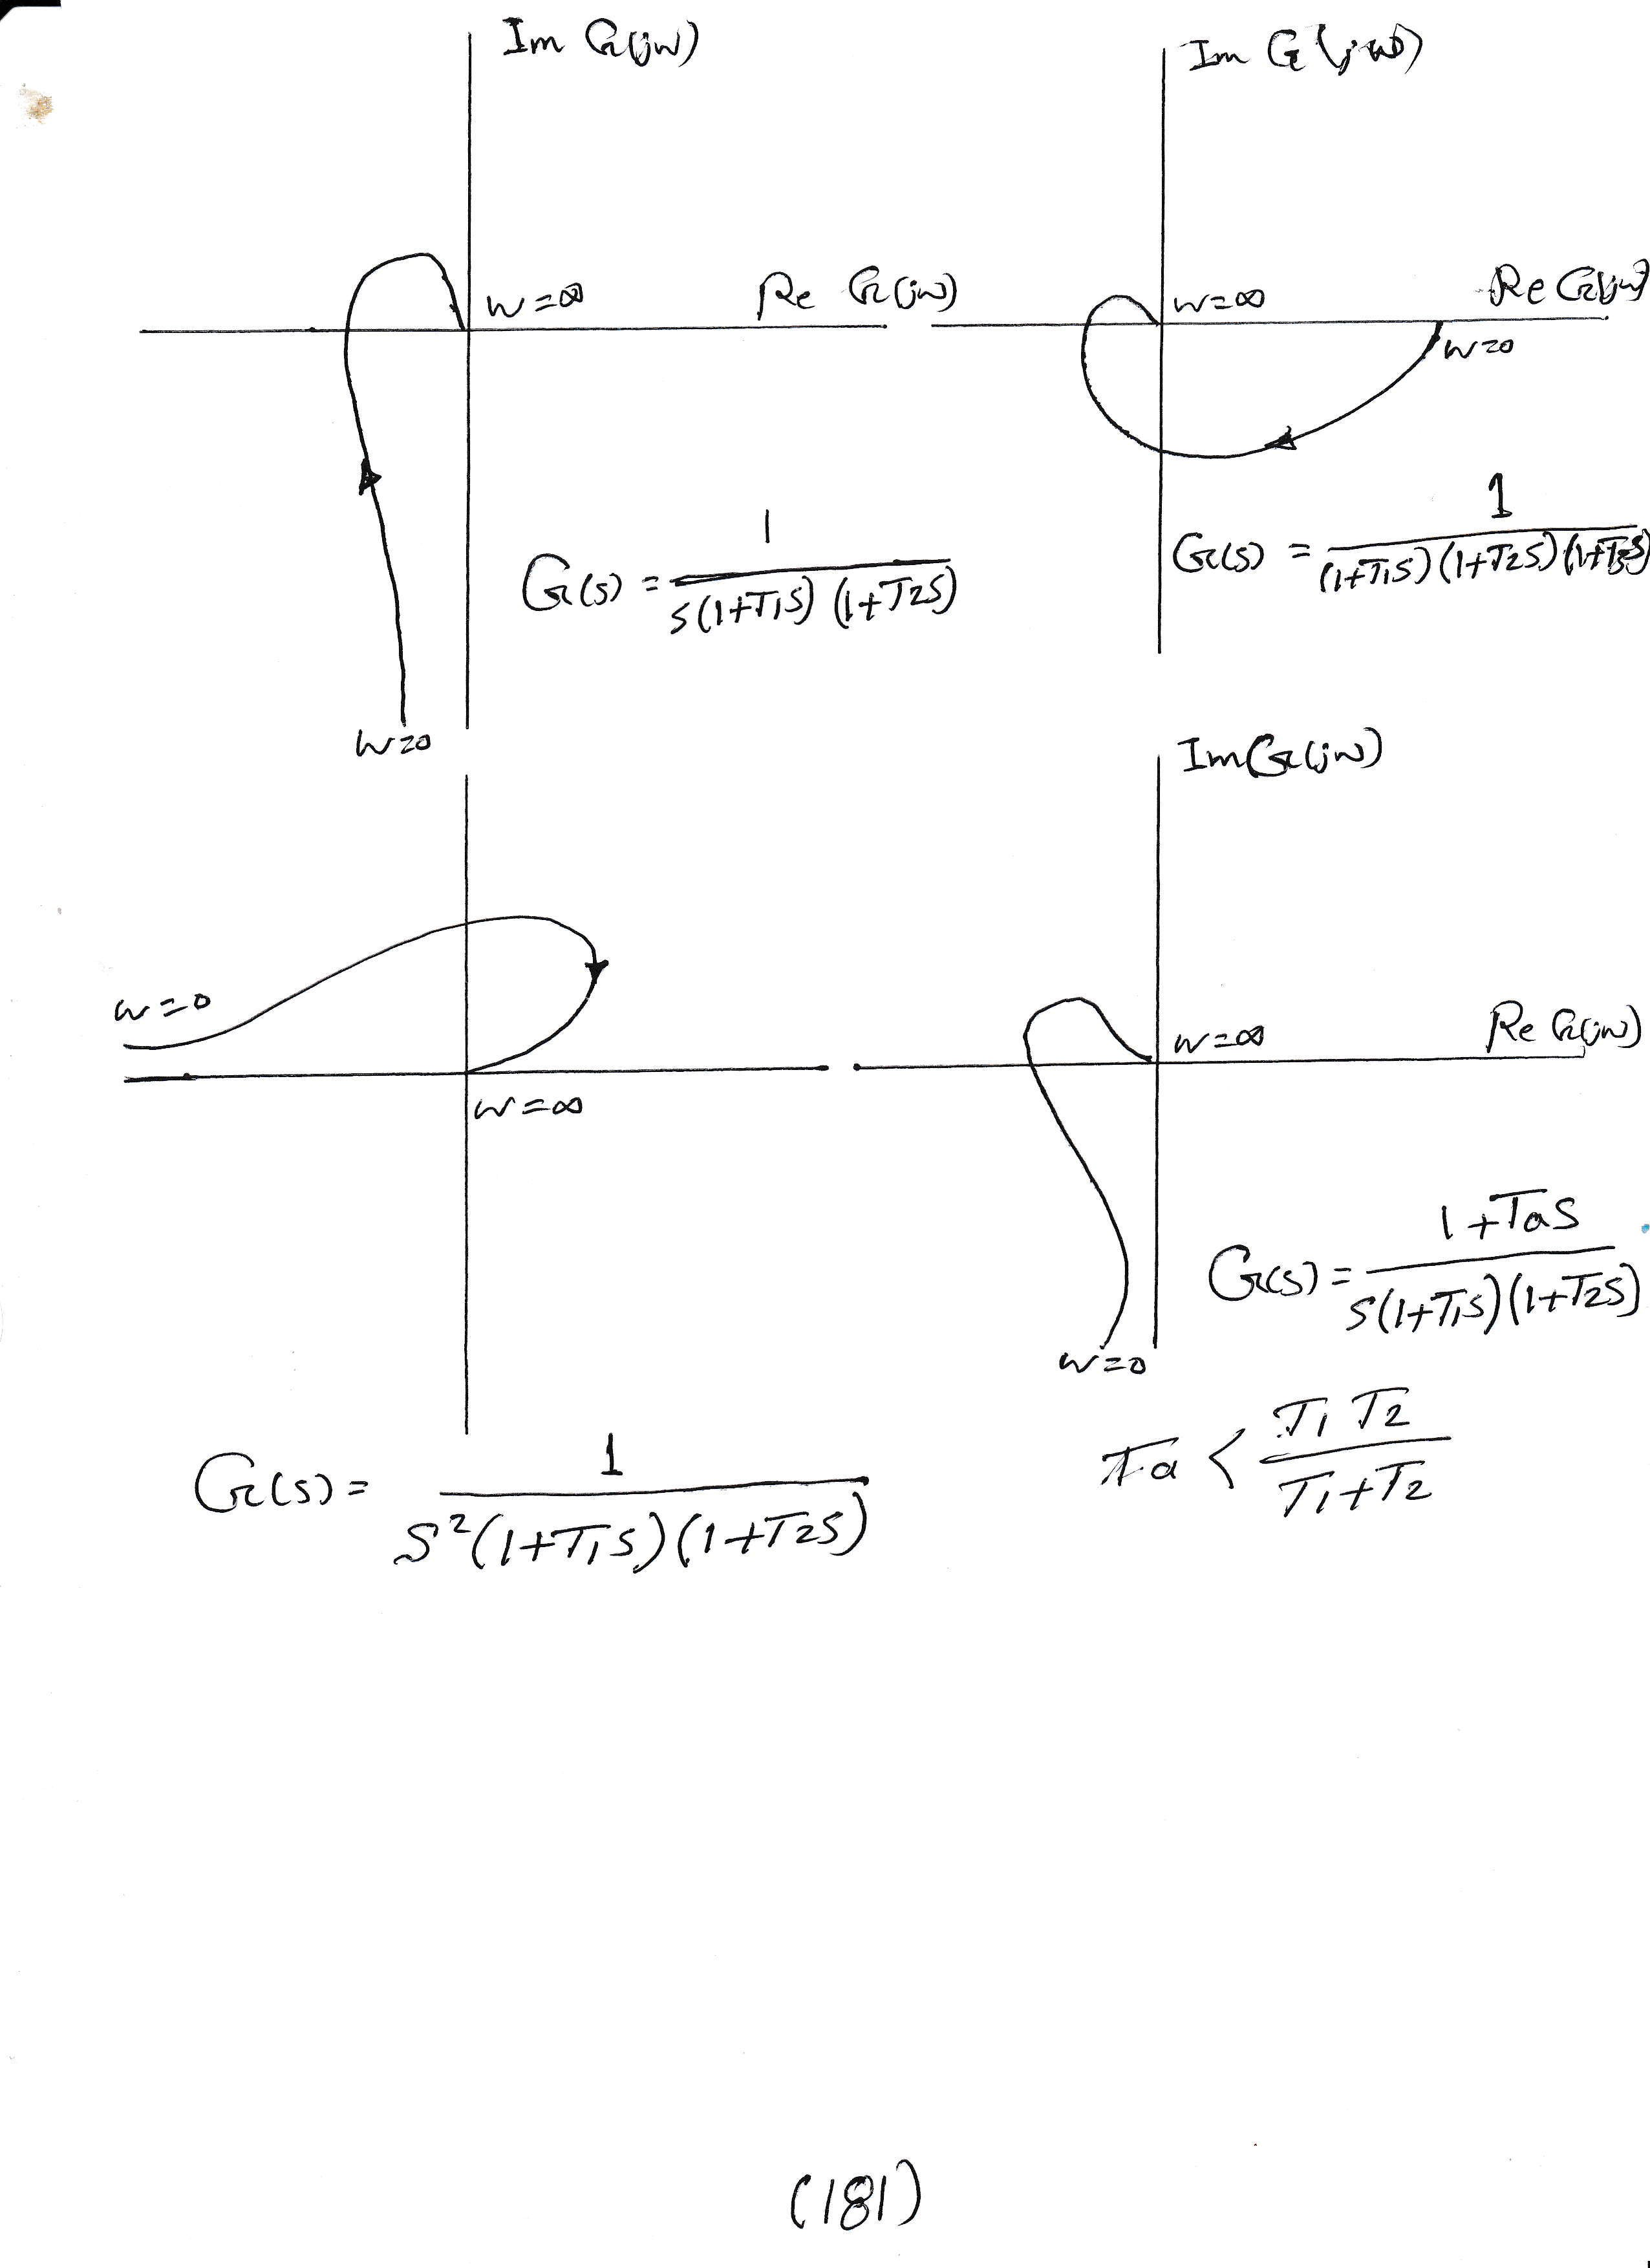 Im G(jw)
w=∞
Re G(jw)
G(s) = 1 / s(1+T1s) (1+T2s)
w=0
Im G(jw)
w=∞
Re G(jw)
w=0
G(s) = 1 / (1+T1s)(1+T2s)(1+T3s)
w=0
w=∞
G(s)= 1 / s²(1+T1s)(1+T2s)
Im G(jw)
w=∞
Re G(jw)
w=0
G(s)= 1+Tas / s(1+T1s)(1+T2s)
Ta < T1 T2 / T1+T2
(181)